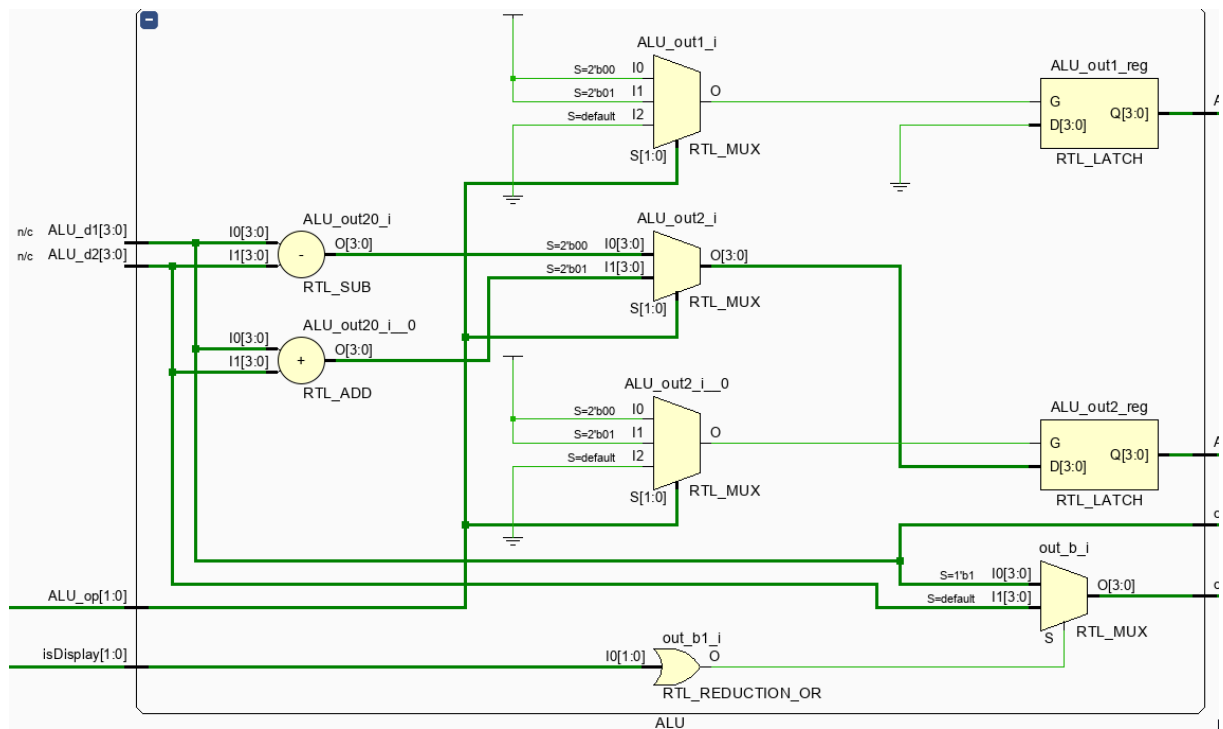 ALU_out1_i
S=2'b00 I0
S=2'b01 I1 O
S=default I2
S[1:0] RTL_MUX
ALU_out1_reg
G
D[3:0] Q[3:0]
RTL_LATCH
n/c ALU_d1[3:0]
n/c ALU_d2[3:0]
ALU_out20_i
I0[3:0]
I1[3:0] O[3:0]
-
RTL_SUB
ALU_out2_i
S=2'b00 I0[3:0]
S=2'b01 I1[3:0] O[3:0]
S[1:0] RTL_MUX
ALU_out20_i__0
I0[3:0]
I1[3:0] O[3:0]
+
RTL_ADD
ALU_out2_i__0
S=2'b00 I0
S=2'b01 I1 O
S=default I2
S[1:0] RTL_MUX
ALU_out2_reg
G
D[3:0] Q[3:0]
RTL_LATCH
out_b_i
S=1'b1 I0[3:0]
S=default I1[3:0] O[3:0]
S RTL_MUX
ALU_op[1:0]
isDisplay[1:0]
out_b1_i
I0[1:0] O
RTL_REDUCTION_OR
ALU